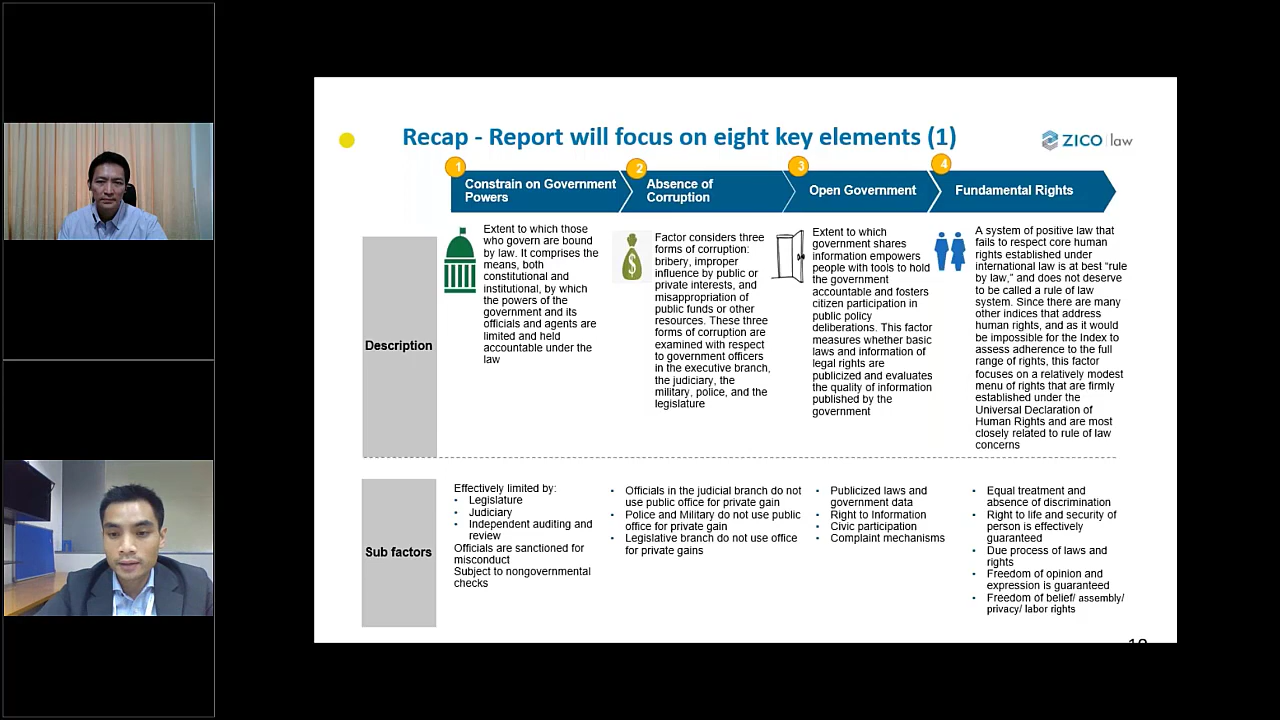 Recap - Report will focus on eight key elements (1)
ZICO law
1
Constrain on Government
Powers
2
Absence of
Corruption
3
Open Government
4
Fundamental Rights
Description
Extent to which those
who govern are bound
by law. It comprises the
means, both
constitutional and
institutional, by which
the powers of the
government and its
officials and agents are
limited and held
accountable under the
law
Factor considers three
forms of corruption:
bribery, improper
influence by public or
private interests, and
misappropriation of
public funds or other
resources. These three
forms of corruption are
examined with respect
to government officers
in the executive branch,
the judiciary, the
military, police, and the
legislature
Extent to which
government shares
information empowers
people with tools to hold
the government
accountable and fosters
citizen participation in
public policy
deliberations. This factor
measures whether basic
laws and information of
legal rights are
publicized and evaluates
the quality of information
published by the
government
A system of positive law that
fails to respect core human
rights established under
international law is at best “rule
by law,” and does not deserve
to be called a rule of law
system. Since there are many
other indices that address
human rights, and as it would
be impossible for the Index to
assess adherence to the full
range of rights, this factor
focuses on a relatively modest
menu of rights that are firmly
established under the
Universal Declaration of
Human Rights and are most
closely related to rule of law
concerns
Sub factors
Effectively limited by:
• Legislature
• Judiciary
• Independent auditing and
review
Officials are sanctioned for
misconduct
Subject to nongovernmental
checks
• Officials in the judicial branch do not
use public office for private gain
• Police and Military do not use public
office for private gain
• Legislative branch do not use office
for private gains
• Publicized laws and
government data
• Right to Information
• Civic participation
• Complaint mechanisms
• Equal treatment and
absence of discrimination
• Right to life and security of
person is effectively
guaranteed
• Due process of laws and
rights
• Freedom of opinion and
expression is guaranteed
• Freedom of belief/ assembly/
privacy/ labor rights